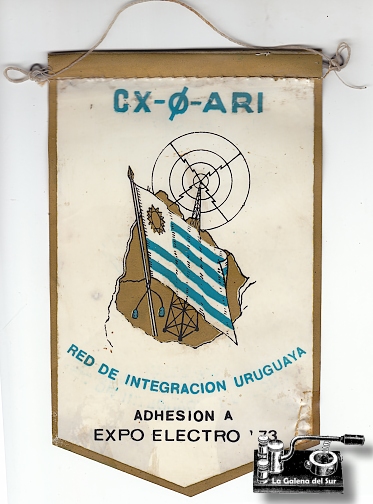 CX-Ø-ARI
RED DE INTEGRACION URUGUAYA
ADHESION A
EXPO ELECTRO '73
La Galena del Sur